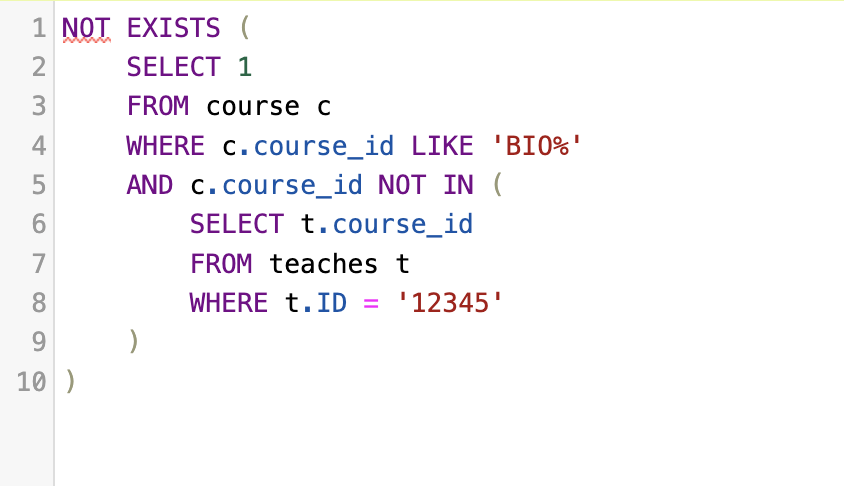 1 NOT EXISTS (
2 SELECT 1
3 FROM course c
4 WHERE c.course_id LIKE 'BIO%'
5 AND c.course_id NOT IN (
6 SELECT t.course_id
7 FROM teaches t
8 WHERE t.ID = '12345'
9 )
10 )